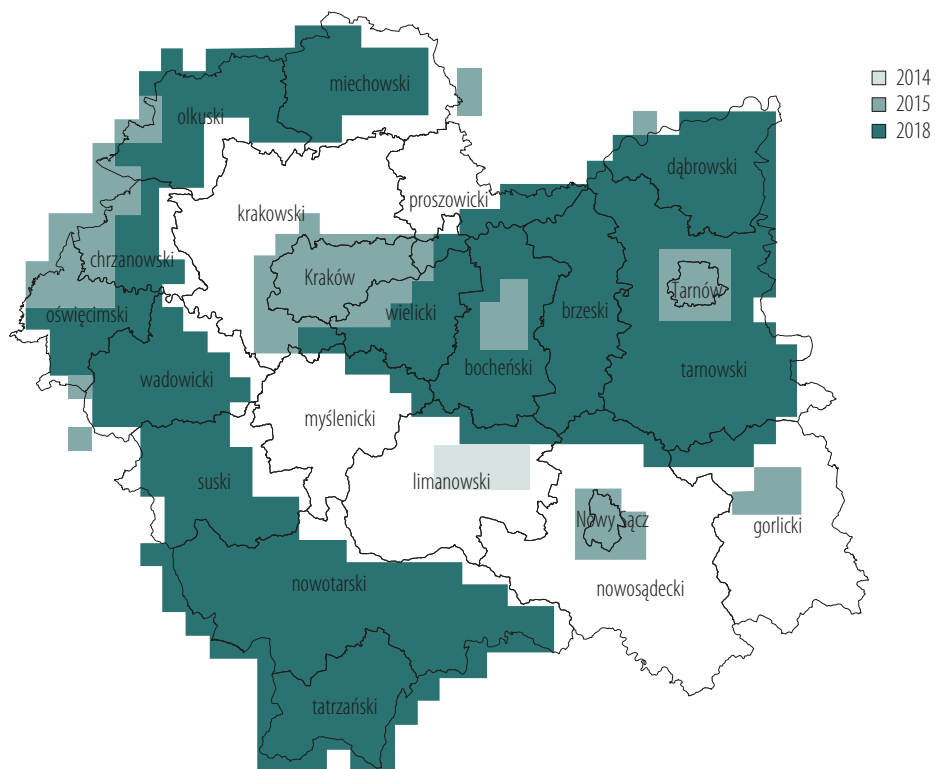 2014
2015
2018
miechowski
olkuski
dąbrowski
proszowicki
krakowski
chrzanowski
Kraków
Tarnów
oświęcimski
wielicki
brzeski
bocheński
tarnowski
wadowicki
myślenicki
suski
limanowski
Nowy Sącz
gorlicki
nowotarski
nowosądecki
tatrzański